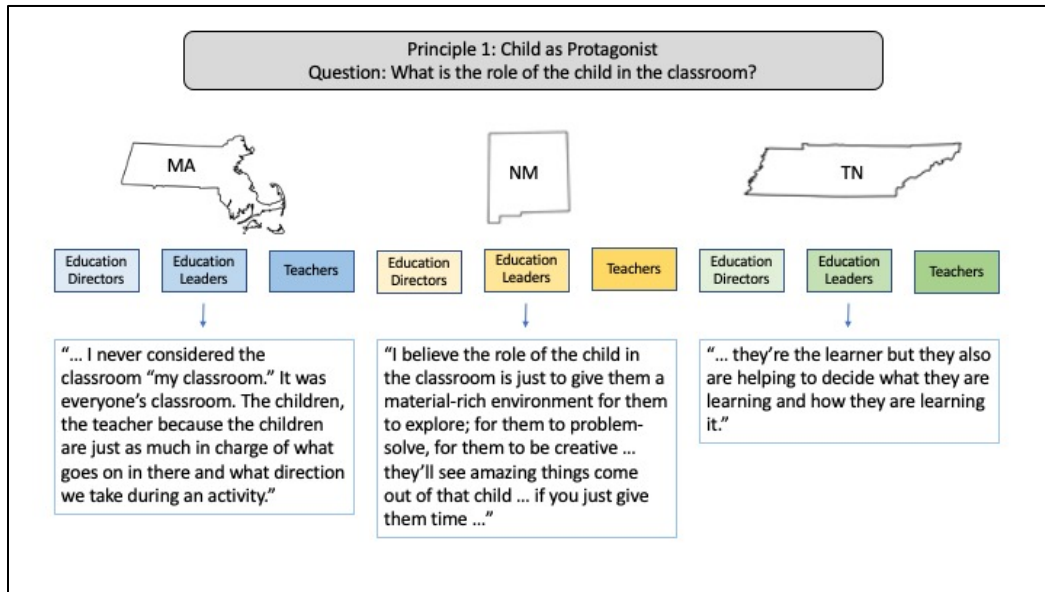 Principle 1: Child as Protagonist
Question: What is the role of the child in the classroom?
MA
NM
TN
Education
Directors
Education
Leaders
Teachers
Education
Directors
Education
Leaders
Teachers
Education
Directors
Education
Leaders
Teachers
“... I never considered the
classroom “my classroom.” It was
everyone’s classroom. The children,
the teacher because the children
are just as much in charge of what
goes on in there and what direction
we take during an activity.”
“I believe the role of the child in
the classroom is just to give them a
material-rich environment for them
to explore; for them to problem-
solve, for them to be creative ...
they’ll see amazing things come
out of that child ... if you just give
them time ...”
“... they’re the learner but they also
are helping to decide what they are
learning and how they are learning
it.”